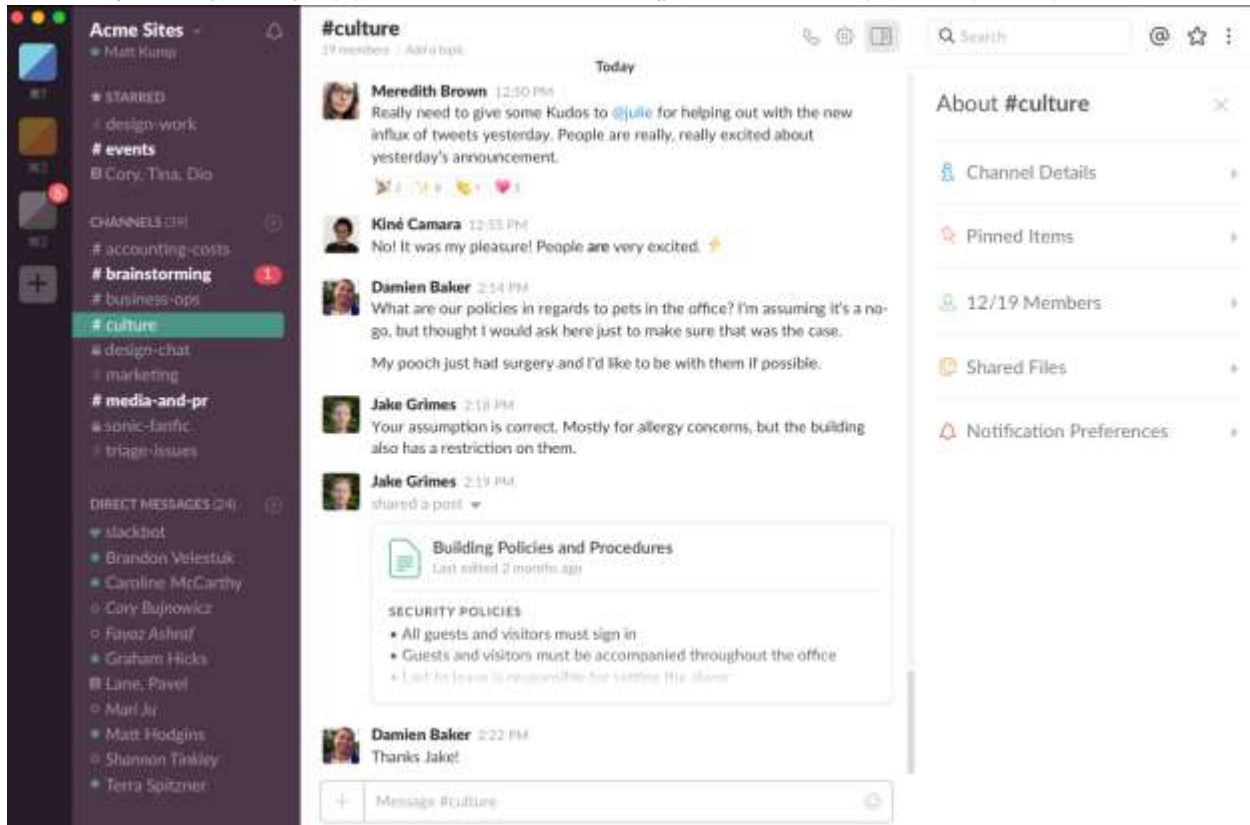 Acme Sites
Matt Kump
★ STARRED
# design-work
# events
Cory, Tina, Dio
CHANNELS
# accounting-costs
# brainstorming 1
# business-ops
# culture
design-chat
# marketing
# media-and-pr
sonic-fanfic
# triage-issues
DIRECT MESSAGES (24)
slackbot
Brandon Velestuk
Caroline McCarthy
Cory Bujnowicz
Fayaz Ashraf
Graham Hicks
Lane, Pavel
Mari Ju
Matt Hodgins
Shannon Tinkley
Terra Spitzner
#culture
19 members Add a topic
Today
Meredith Brown 12:50 PM
Really need to give some Kudos to @julie for helping out with the new
influx of tweets yesterday. People are really, really excited about
yesterday's announcement.
Kiné Camara 12:55 PM
No! It was my pleasure! People are very excited. ⚡
Damien Baker 2:14 PM
What are our policies in regards to pets in the office? I'm assuming it's a no-
go, but thought I would ask here just to make sure that was the case.
My pooch just had surgery and I'd like to be with them if possible.
Jake Grimes 2:18 PM
Your assumption is correct. Mostly for allergy concerns, but the building
also has a restriction on them.
Jake Grimes 2:19 PM
shared a post
Building Policies and Procedures
Last edited 2 months ago
SECURITY POLICIES
• All guests and visitors must sign in
• Guests and visitors must be accompanied throughout the office
• Last to leave is responsible for setting the alarm
Damien Baker 2:22 PM
Thanks Jake!
Message #culture
Search
About #culture
Channel Details
Pinned Items
12/19 Members
Shared Files
Notification Preferences